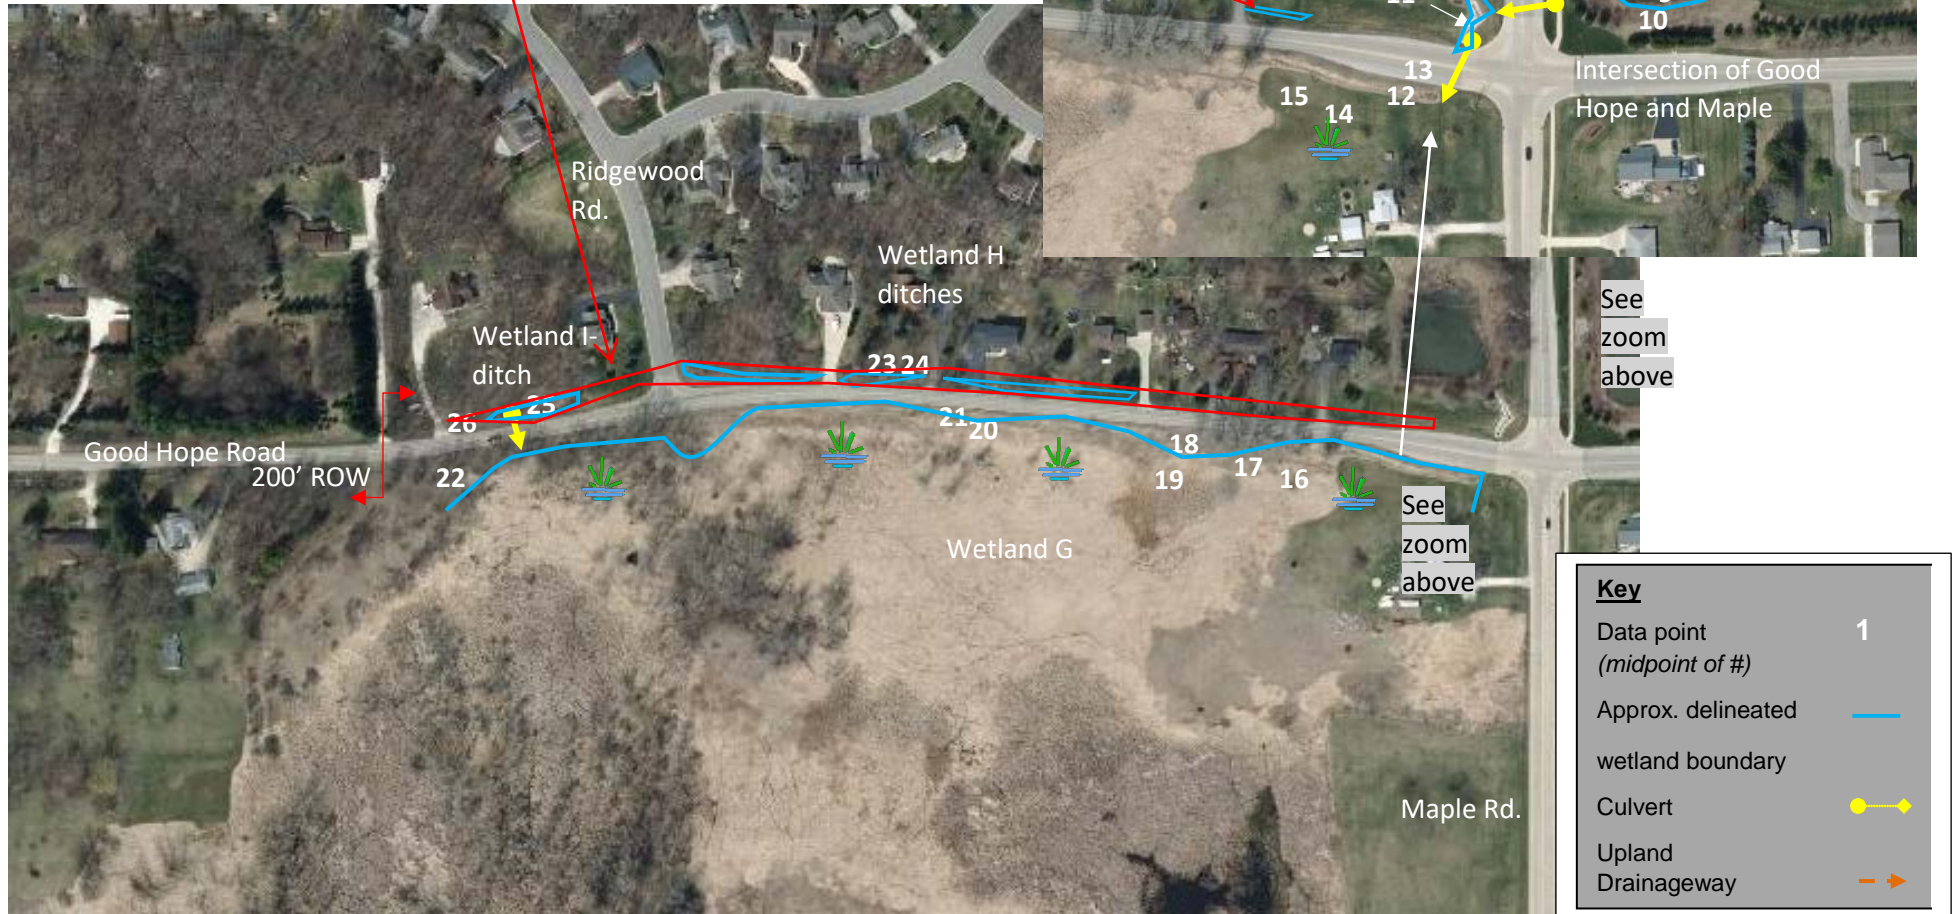 11
10
13
Intersection of Good
Hope and Maple
15
12
14
Ridgewood
Rd.
Wetland H
ditches
See
zoom
above
Wetland I-
ditch
23 24
25
26
21
20
Good Hope Road
200' ROW
22
18
19
17
16
See
zoom
above
Wetland G
Maple Rd.
Key
Data point 1
(midpoint of #)
Approx. delineated
wetland boundary
Culvert
Upland
Drainageway